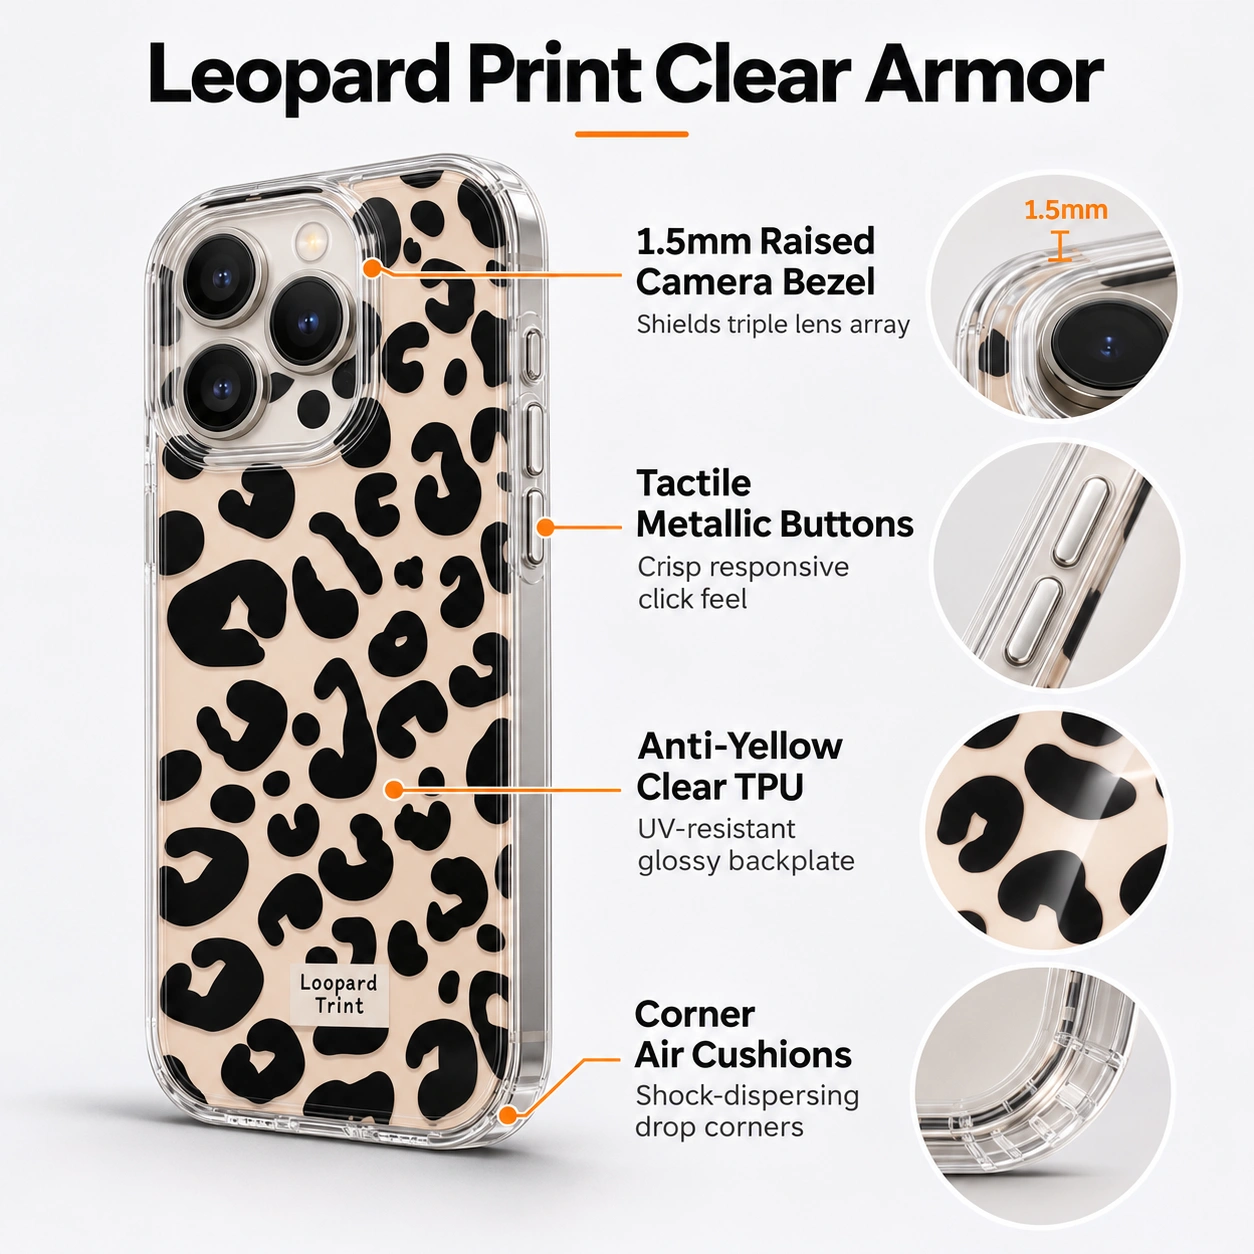 Leopard Print Clear Armor
1.5mm
1.5mm Raised
Camera Bezel
Shields triple lens array
Tactile
Metallic Buttons
Crisp responsive
click feel
Anti-Yellow
Clear TPU
UV-resistant
glossy backplate
Loopard
Trint
Corner
Air Cushions
Shock-dispersing
drop corners